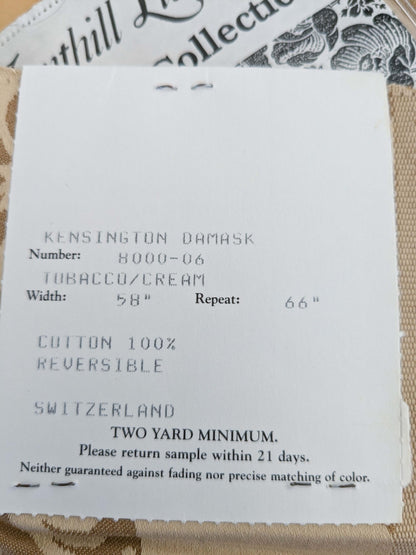 Collection
KENSINGTON DAMASK
Number: 8000-06
TOBACCO/CREAM
Width: 58" Repeat: 66"
COTTON 100%
REVERSIBLE
SWITZERLAND
TWO YARD MINIMUM.
Please return sample within 21 days.
Neither guaranteed against fading nor precise matching of color.